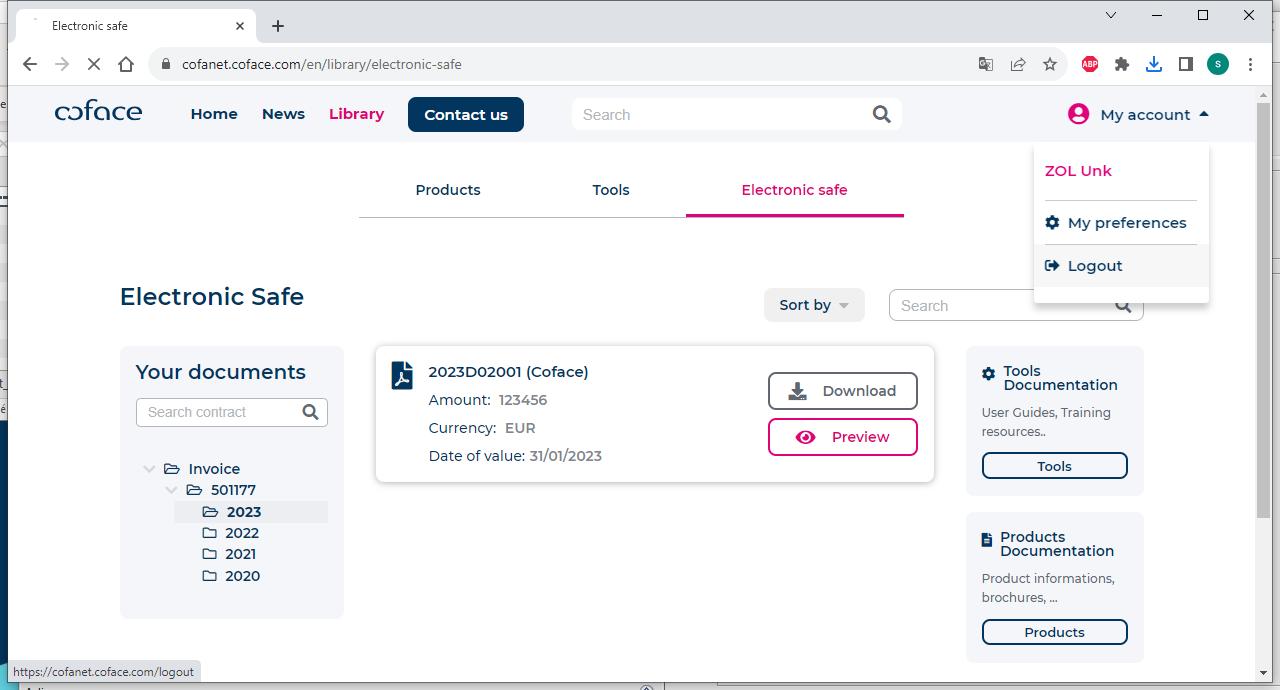 Electronic safe
cofanet.coface.com/en/library/electronic-safe
ABP
S
coface
Home
News
Library
Contact us
Search
My account
ZOL Unk
My preferences
Logout
Products
Tools
Electronic safe
Electronic Safe
Sort by
Search
Your documents
Search contract
Invoice
501177
2023
2022
2021
2020
2023D02001 (Coface)
Amount: 123456
Currency: EUR
Date of value: 31/01/2023
Download
Preview
Tools
Documentation
User Guides, Training
resources..
Tools
Products
Documentation
Product informations,
brochures, ...
Products
https://cofanet.coface.com/logout